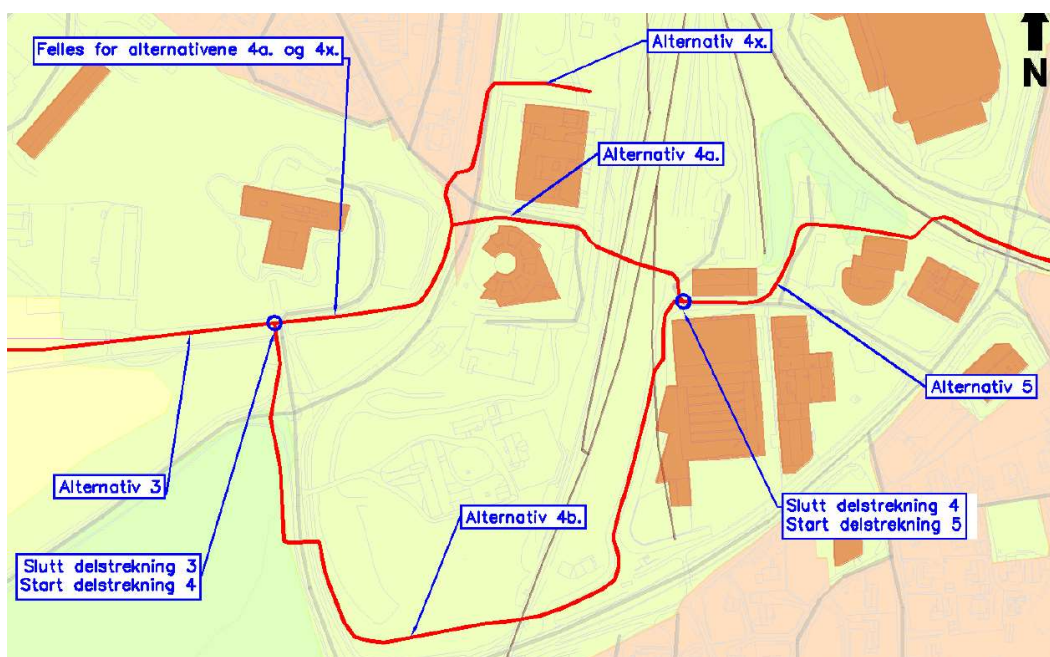 Felles for alternativene 4a. og 4x.
Alternativ 4x.
N
Alternativ 4a.
Alternativ 5
Alternativ 3
Alternativ 4b.
Slutt delstrekning 4
Start delstrekning 5
Slutt delstrekning 3
Start delstrekning 4